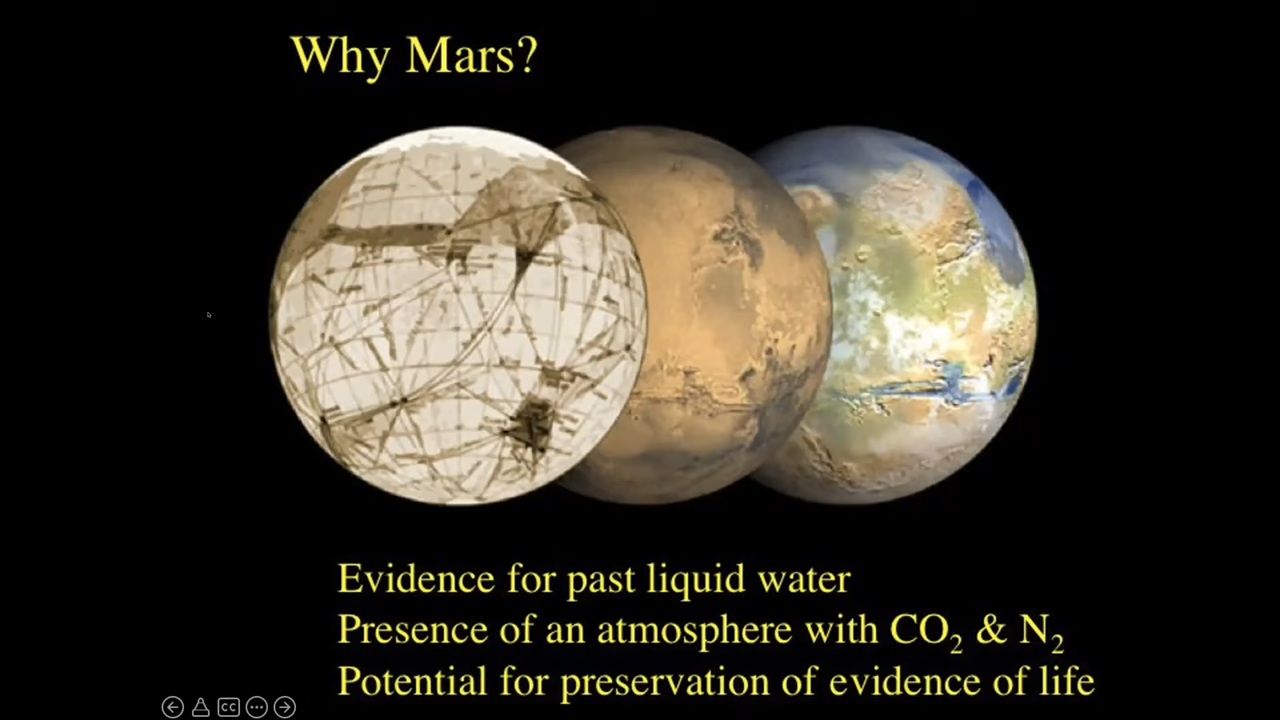 Why Mars?
Evidence for past liquid water
Presence of an atmosphere with CO₂ & N₂
Potential for preservation of evidence of life
CC